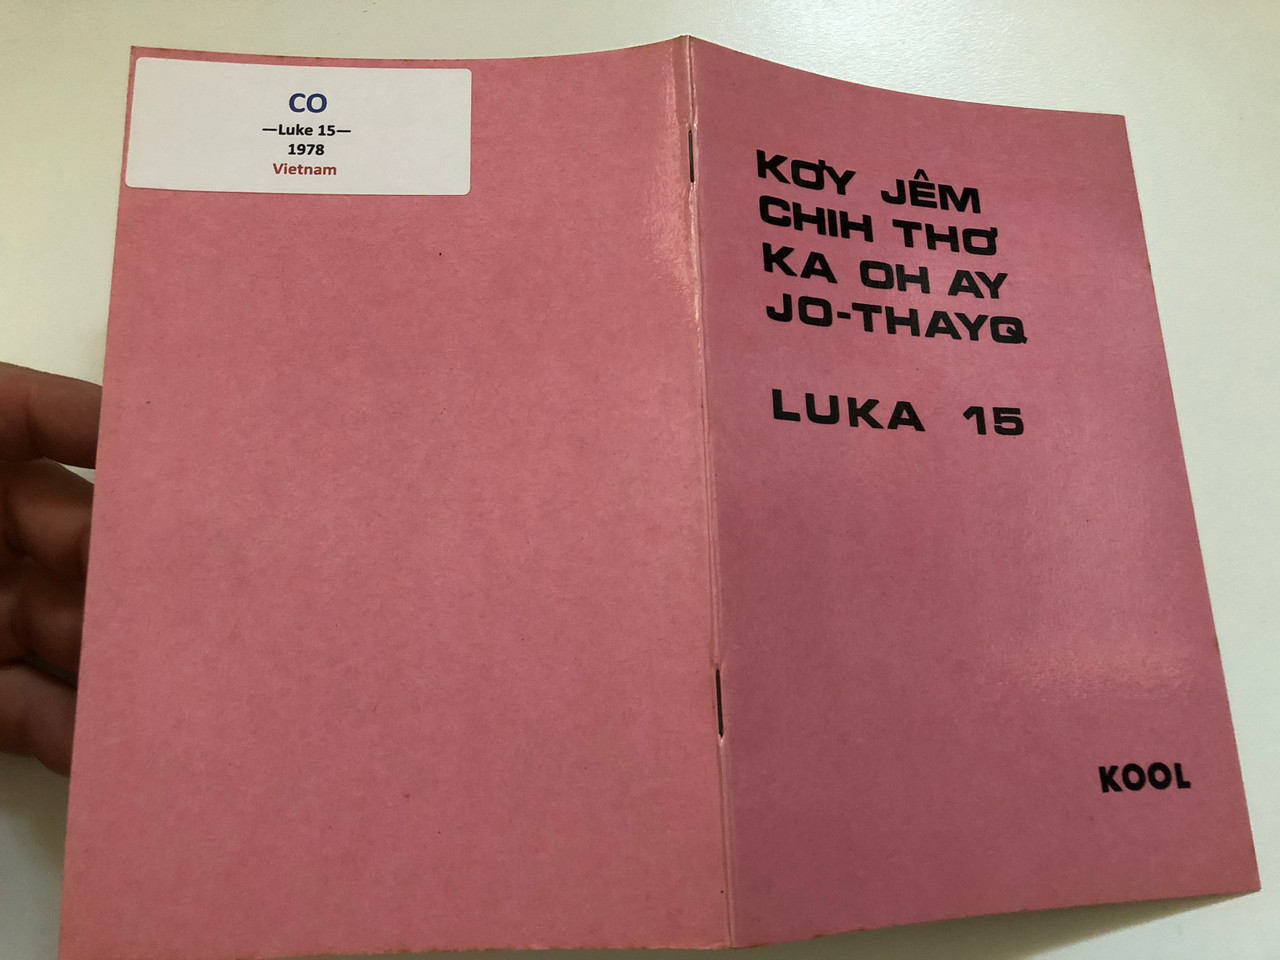 CO
—Luke 15—
1978
Vietnam
KƠY JÊM
CHIH THƠ
KA OH AY
JO-THAYQ
LUKA 15
KOOL